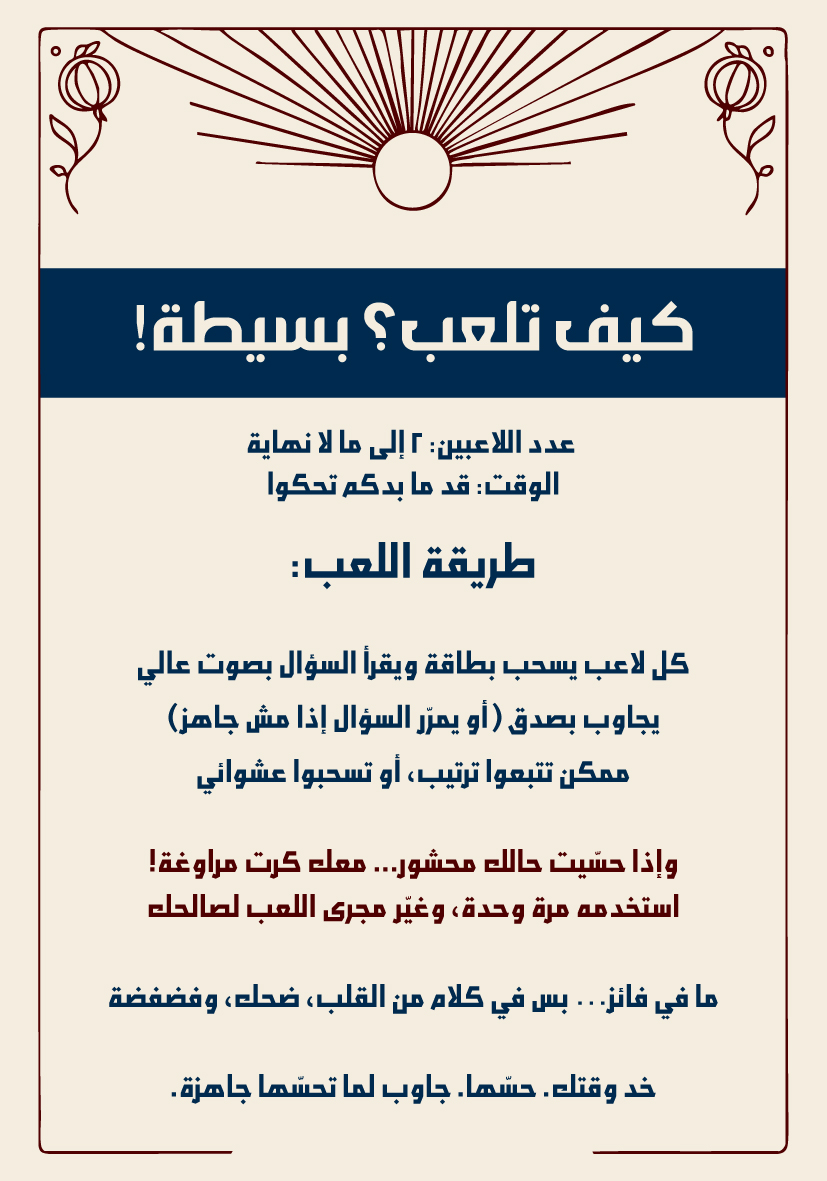 كيف تلعب؟ بسيطة!
عدد اللاعبين: ٢ إلى ما لا نهاية
الوقت: قد ما بدكم تحكوا
طريقة اللعب:
كل لاعب يسحب بطاقة ويقرأ السؤال بصوت عالي
يجاوب بصدق (أو يمرّر السؤال إذا مش جاهز)
ممكن تتبعوا ترتيب، أو تسحبوا عشوائي
وإذا حسّيت حالك محشور... معك كرت مراوغة!
استخدمه مرة وحدة، وغيّر مجرى اللعب لصالحك
ما في فائز... بس في كلام من القلب، ضحك، وفضفضة
خد وقتك. حسّها. جاوب لما تحسّها جاهزة.